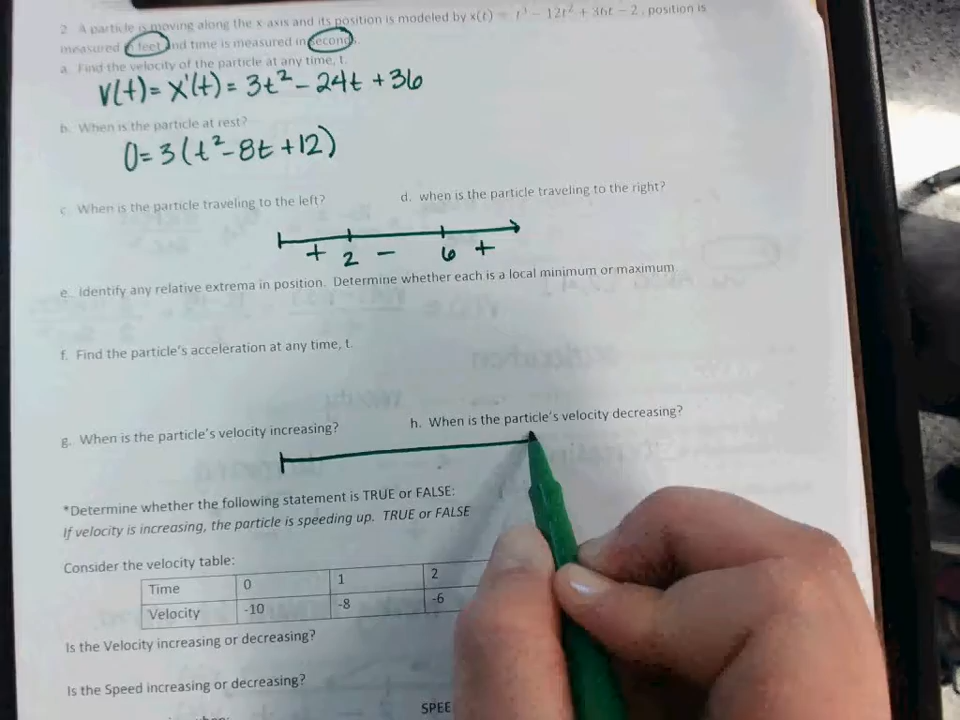 2. A particle is moving along the x axis and its position is modeled by x(t) = t³ − 12t² + 36t − 2, position is
measured in feet and time is measured in seconds.
a. Find the velocity of the particle at any time, t.
V(t) = X'(t) = 3t² − 24t + 36
b. When is the particle at rest?
0 = 3(t² − 8t + 12)
c. When is the particle traveling to the left? d. when is the particle traveling to the right?
+ 2 − 6 +
e. Identify any relative extrema in position. Determine whether each is a local minimum or maximum
f. Find the particle's acceleration at any time, t.
g. When is the particle's velocity increasing? h. When is the particle's velocity decreasing?
*Determine whether the following statement is TRUE or FALSE:
If velocity is increasing, the particle is speeding up. TRUE or FALSE
Consider the velocity table:
Time 0 1 2
Velocity -10 -8 -6
Is the Velocity increasing or decreasing?
Is the Speed increasing or decreasing?
SPEE